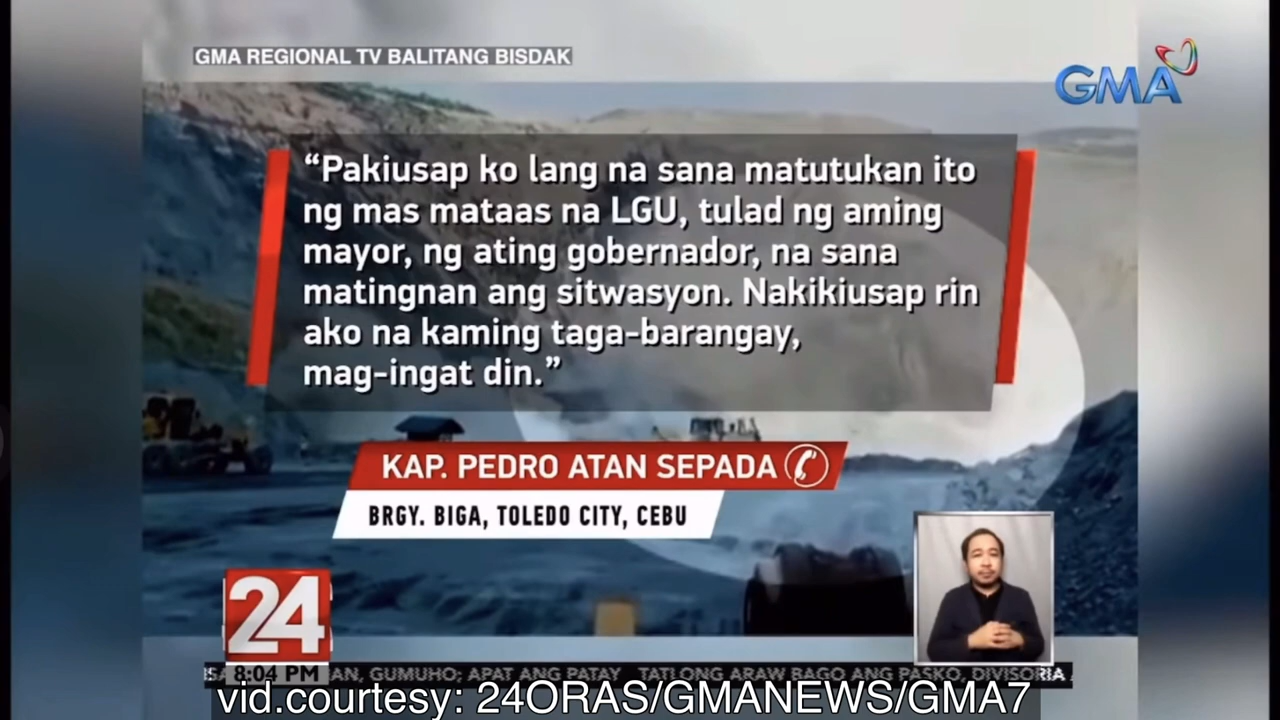 GMA REGIONAL TV BALITANG BISDAK
GMA
“Pakiusap ko lang na sana matutukan ito
ng mas mataas na LGU, tulad ng aming
mayor, ng ating gobernador, na sana
matingnan ang sitwasyon. Nakikiusap rin
ako na kaming taga-barangay,
mag-ingat din.”
KAP. PEDRO ATAN SEPADA
BRGY. BIGA, TOLEDO CITY, CEBU
24
8:04 PM
AN, GUMUHO; APAT ANG PATAY TATLONG ARAW BAGO ANG PASKO, DIVISORIA
vid.courtesy: 24ORAS/GMANEWS/GMA7